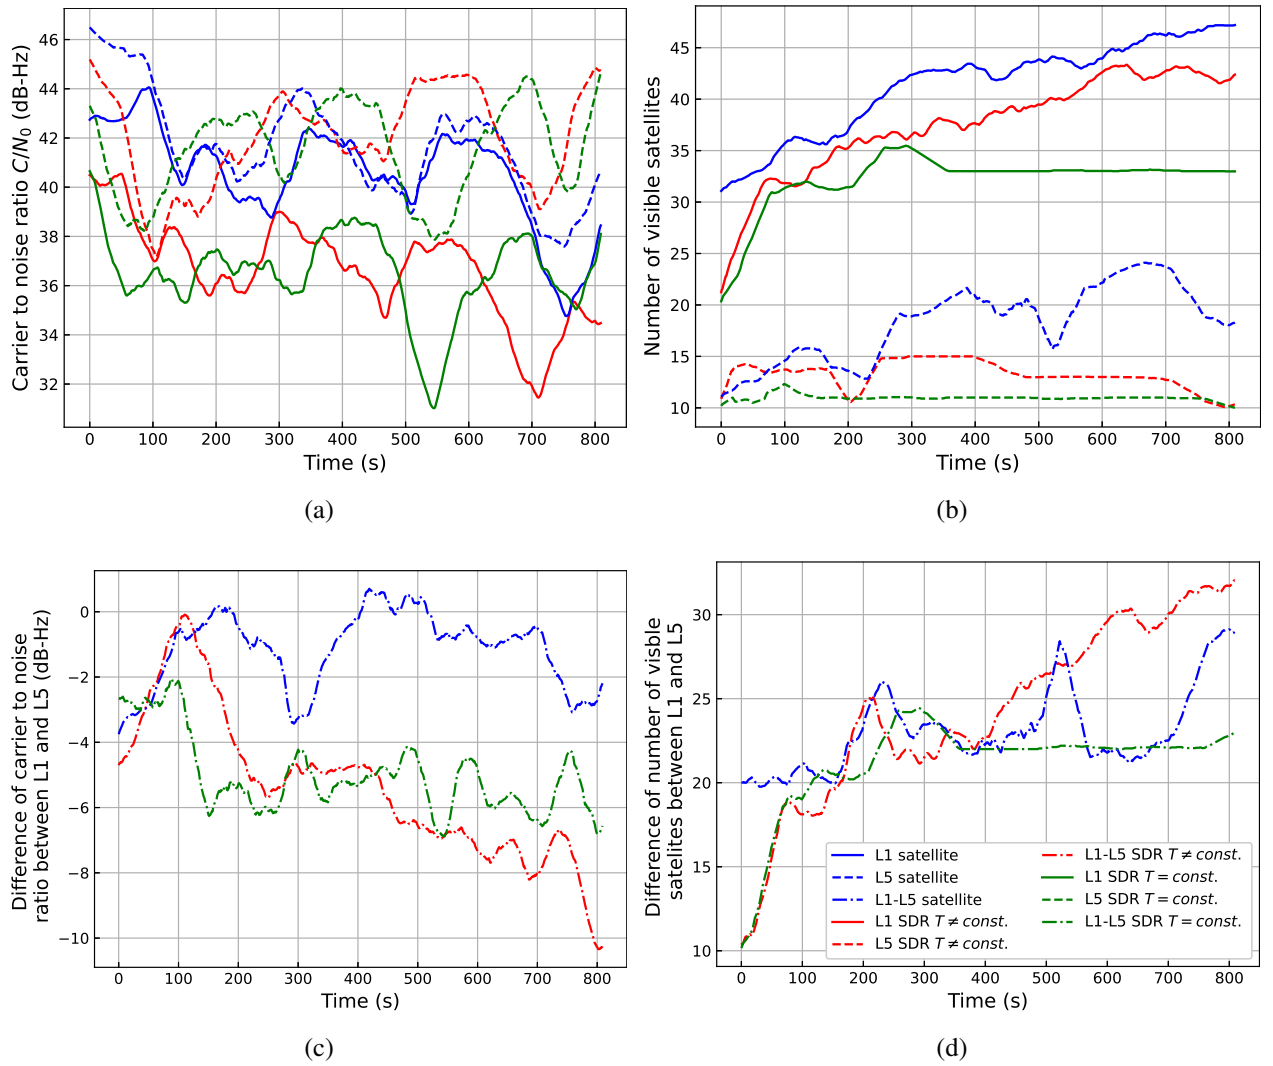 46
44
42
40
38
36
34
32
Carrier to noise ratio C/N₀ (dB-Hz)
0 100 200 300 400 500 600 700 800
Time (s)
(a)
45
40
35
30
25
20
15
10
Number of visible satellites
0 100 200 300 400 500 600 700 800
Time (s)
(b)
0
−2
−4
−6
−8
−10
Difference of carrier to noise
ratio between L1 and L5 (dB-Hz)
0 100 200 300 400 500 600 700 800
Time (s)
(c)
30
25
20
15
10
Difference of number of visble
satellites between L1 and L5
L1 satellite
L5 satellite
L1-L5 satellite
L1 SDR T ≠ const.
L5 SDR T ≠ const.
L1-L5 SDR T ≠ const.
L1 SDR T = const.
L5 SDR T = const.
L1-L5 SDR T = const.
0 100 200 300 400 500 600 700 800
Time (s)
(d)